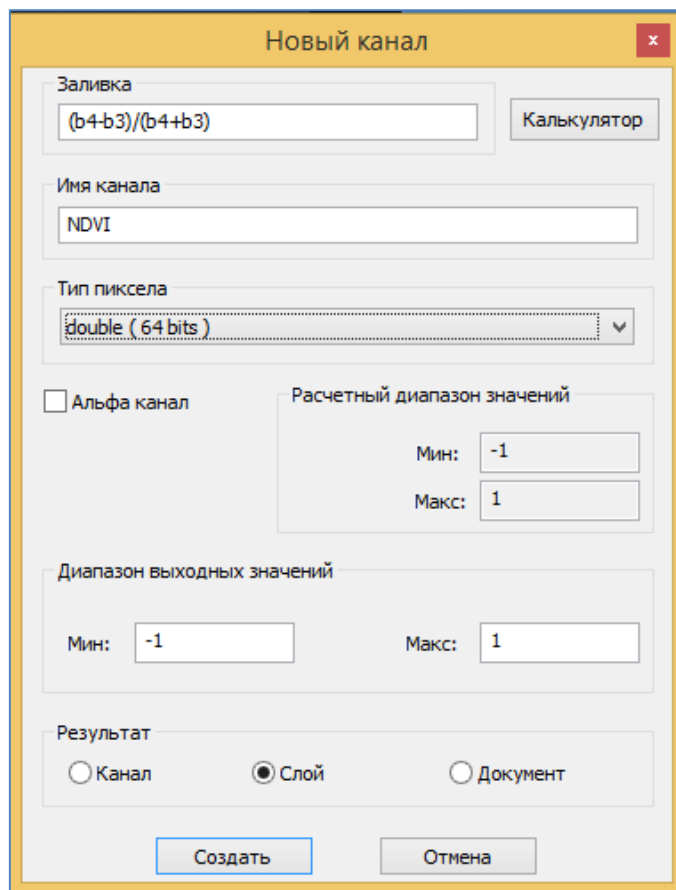 Новый канал
x
Заливка
(b4-b3)/(b4+b3)
Калькулятор
Имя канала
NDVI
Тип пиксела
double ( 64 bits )
Альфа канал
Расчетный диапазон значений
Мин: -1
Макс: 1
Диапазон выходных значений
Мин: -1 Макс: 1
Результат
Канал Слой Документ
Создать Отмена